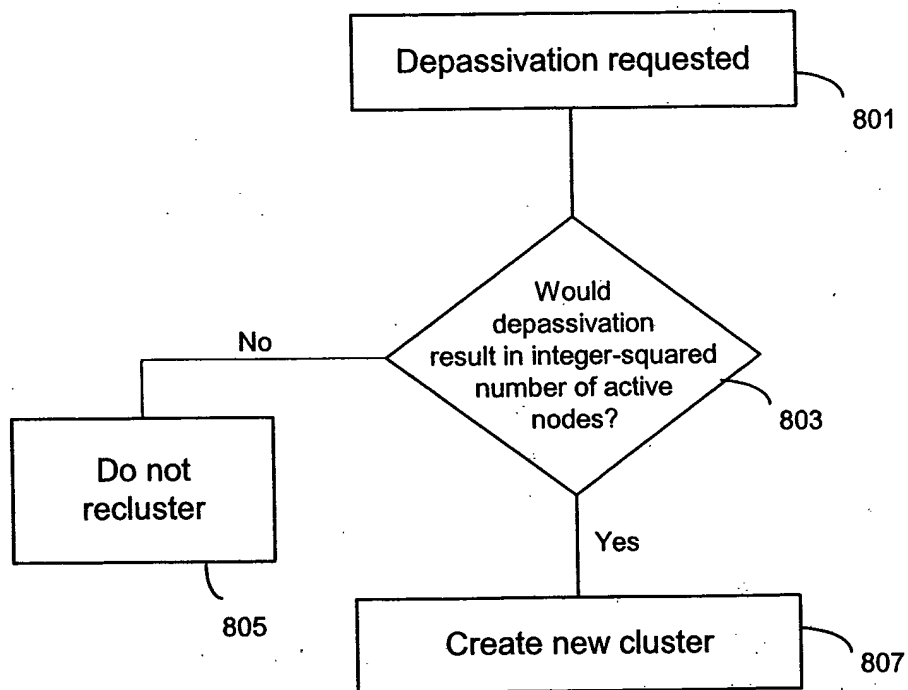 Depassivation requested
801
Would
depassivation
result in integer-squared
number of active
nodes?
803
No
Do not
recluster
805
Yes
Create new cluster
807